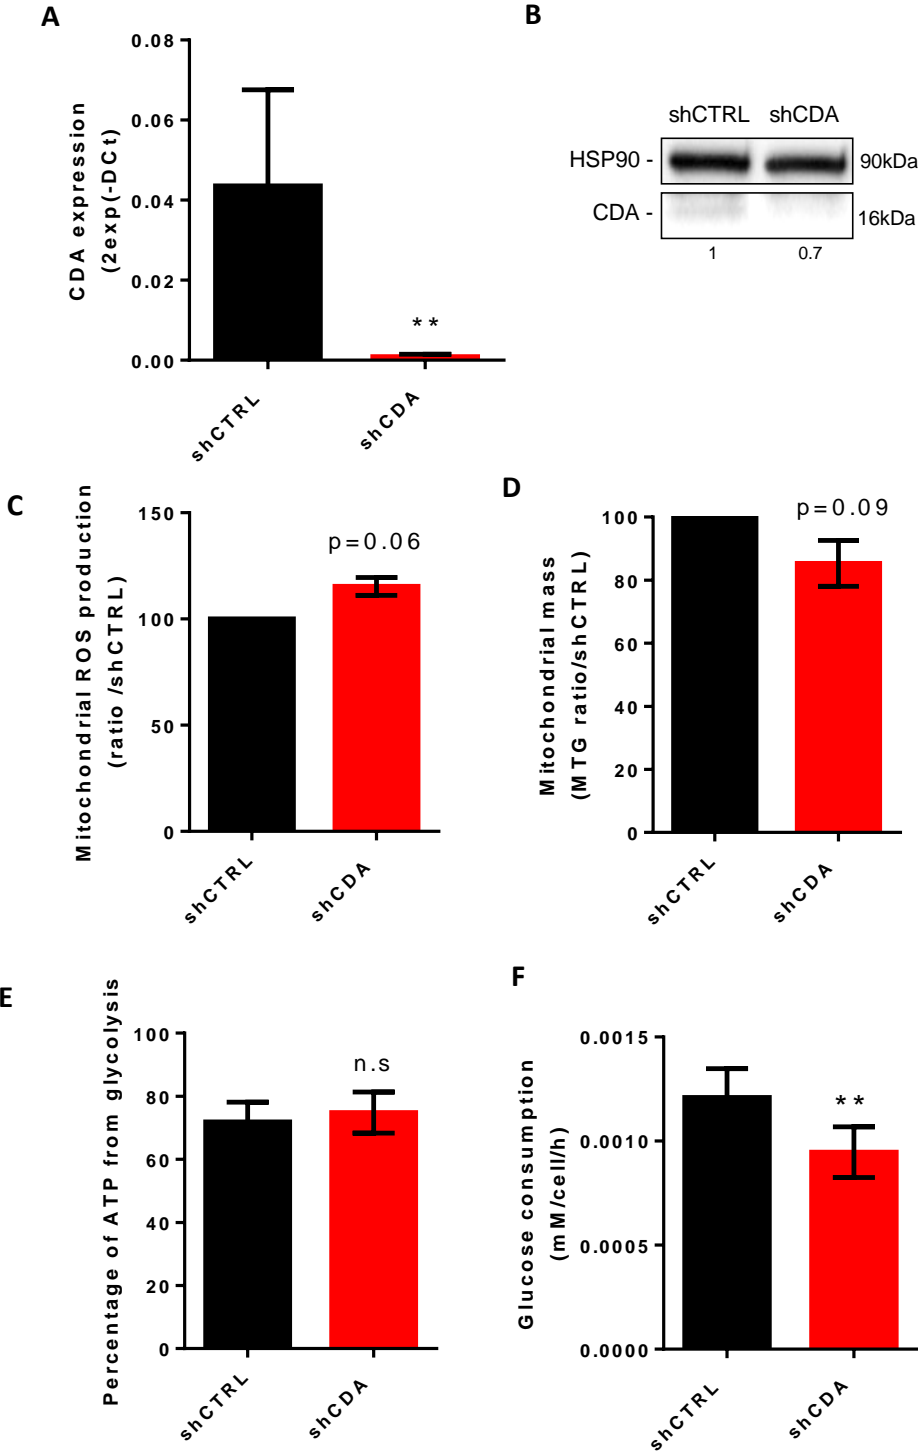 A
CDA expression
(2exp(-DCt)
0.08
0.06
0.04
0.02
0.00
**
shCTRL
shCDA
B
shCTRL shCDA
HSP90 - 90kDa
CDA - 16kDa
1 0.7
C
Mitochondrial ROS production
(ratio /shCTRL)
150
100
50
0
p=0.06
shCTRL
shCDA
D
Mitochondrial mass
(MTG ratio/shCTRL)
100
80
60
40
20
0
p=0.09
shCTRL
shCDA
E
Percentage of ATP from glycolysis
100
80
60
40
20
0
n.s
shCTRL
shCDA
F
Glucose consumption
(mM/cell/h)
0.0015
0.0010
0.0005
0.0000
**
shCTRL
shCDA